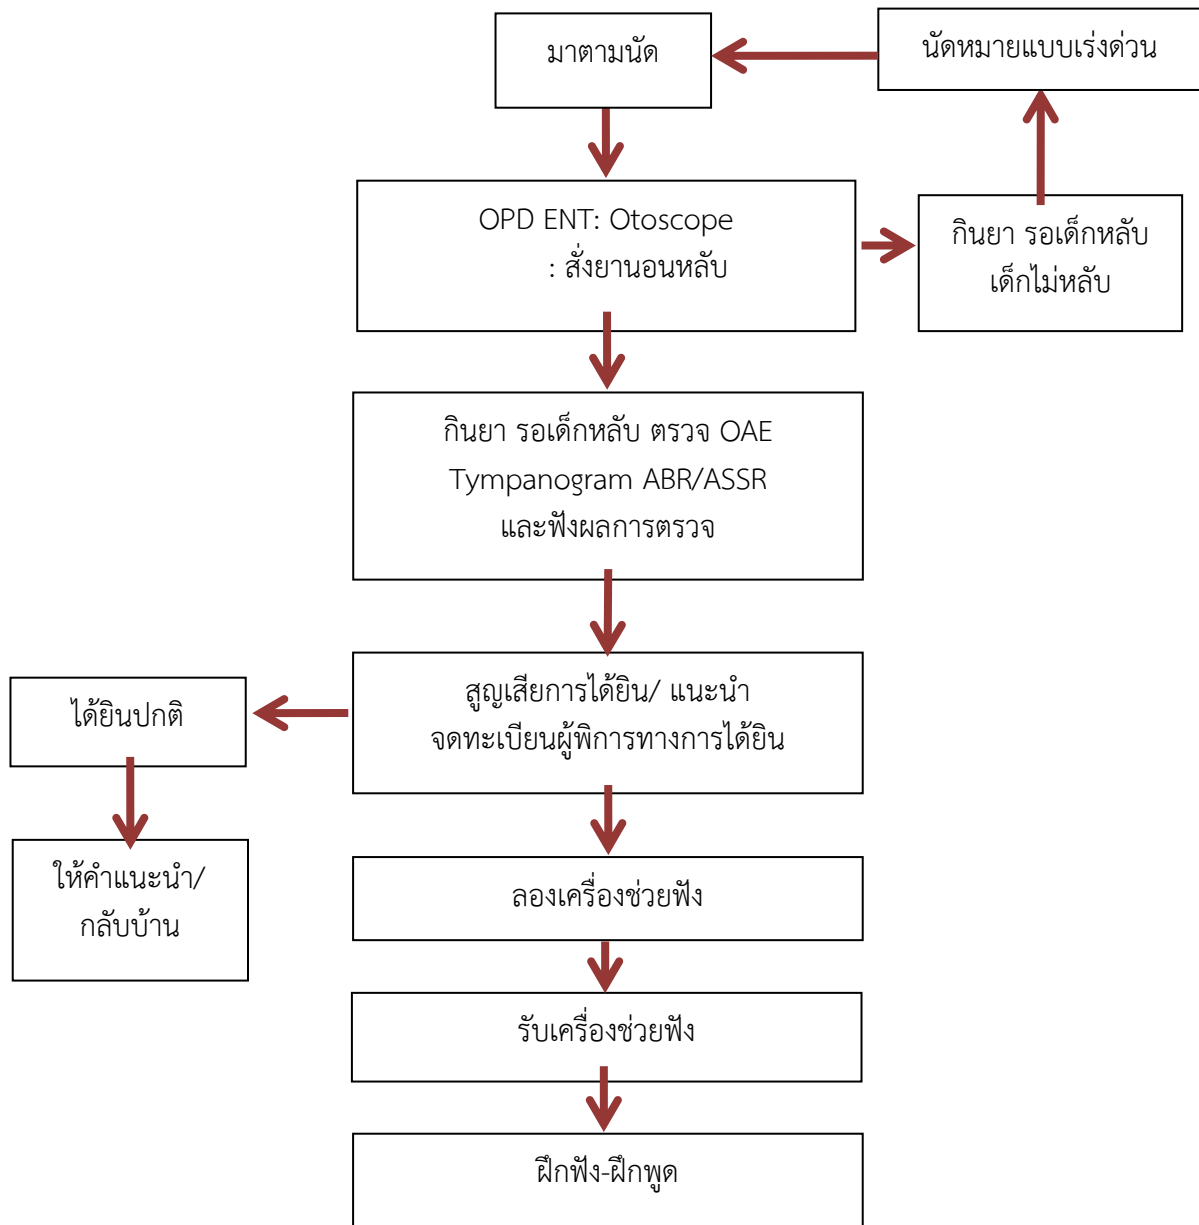 มาตามนัด
นัดหมายแบบเร่งด่วน
OPD ENT: Otoscope
: สั่งยานอนหลับ
กินยา รอเด็กหลับ
เด็กไม่หลับ
กินยา รอเด็กหลับ ตรวจ OAE
Tympanogram ABR/ASSR
และฟังผลการตรวจ
สูญเสียการได้ยิน/ แนะนำ
จดทะเบียนผู้พิการทางการได้ยิน
ได้ยินปกติ
ให้คำแนะนำ/
กลับบ้าน
ลองเครื่องช่วยฟัง
รับเครื่องช่วยฟัง
ฝึกฟัง-ฝึกพูด